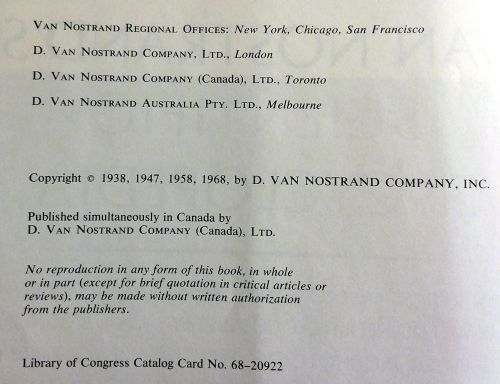 VAN NOSTRAND REGIONAL OFFICES: New York, Chicago, San Francisco
D. VAN NOSTRAND COMPANY, LTD., London
D. VAN NOSTRAND COMPANY (Canada), LTD., Toronto
D. VAN NOSTRAND AUSTRALIA PTY. LTD., Melbourne
Copyright © 1938, 1947, 1958, 1968, by D. VAN NOSTRAND COMPANY, INC.
Published simultaneously in Canada by
D. VAN NOSTRAND COMPANY (Canada), LTD.
No reproduction in any form of this book, in whole
or in part (except for brief quotation in critical articles or
reviews), may be made without written authorization
from the publishers.
Library of Congress Catalog Card No. 68-20922